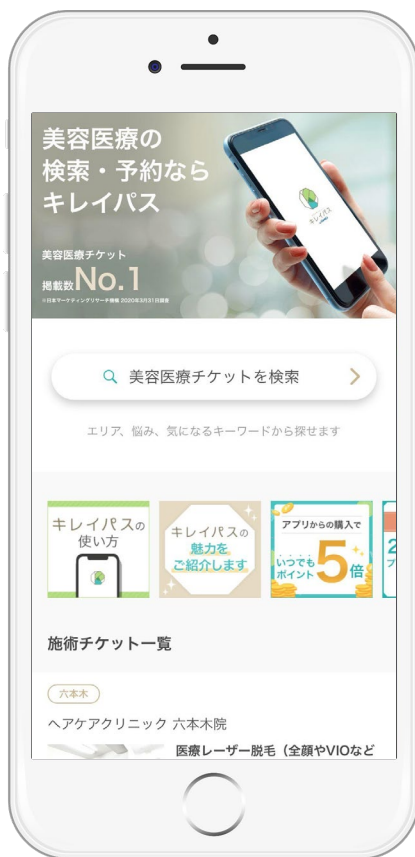 美容医療の
検索・予約なら
キレイパス
キレイパス
美容医療チケット
掲載数No.1
※日本マーケティングリサーチ機構 2020年3月31日調査
美容医療チケットを検索
エリア、悩み、気になるキーワードから探せます
キレイパスの
使い方
キレイパスの
魅力を
ご紹介します
アプリからの購入で
いつでも
ポイント
5倍
施術チケット一覧
六本木
ヘアケアクリニック 六本木院
医療レーザー脱毛（全顔やVIOなど